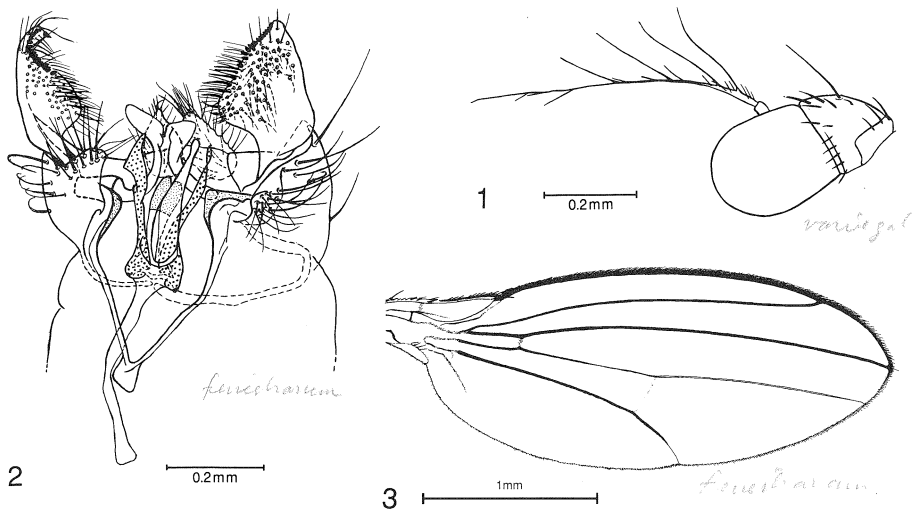 1
0.2mm
variegat
fenestrarum
2
0.2mm
3
1mm
fenestrarum.